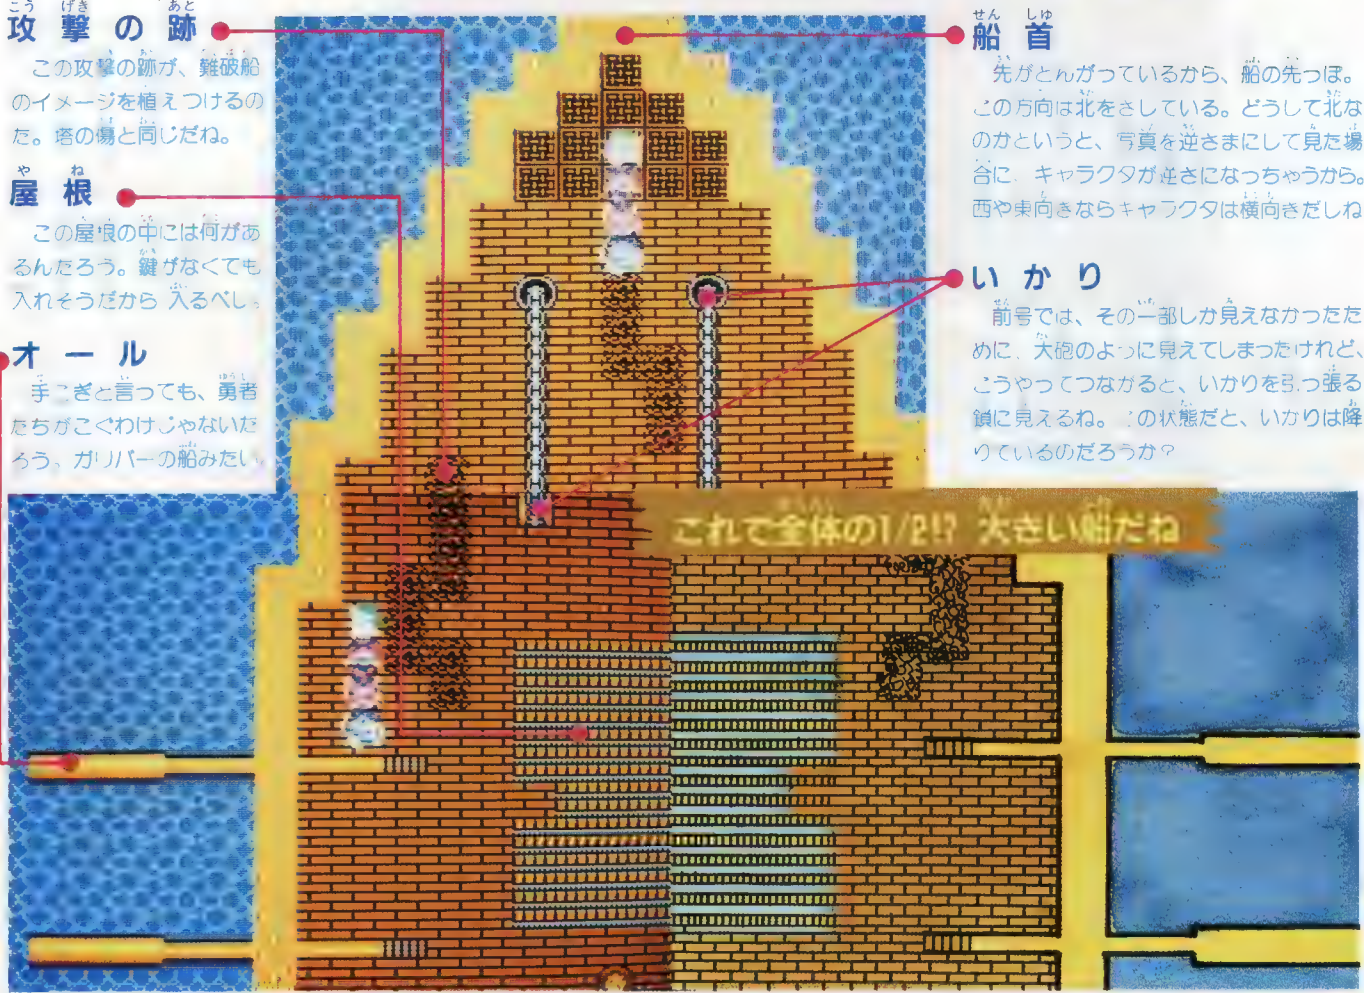 攻撃の跡
この攻撃の跡が、難破船
のイメージを植えつけるの
だ。塔の傷と同じだね。
屋根
この屋根の中には何があ
るんだろう。鍵がなくても
入れそうだから 入るべし。
オール
手こぎと言っても、勇者
たちがこぐわけじゃないだ
ろう。ガリバーの船みたい
船首
先がとんがっているから、船の先っぽ。
この方向は北をさしている。どうして北な
のかというと、写真を逆さまにして見た場
合に、キャラクタが逆さになっちゃうから。
西や東向きならキャラクタは横向きだしね
いかり
前号では、その一部しか見えなかったた
めに、大砲のように見えてしまったけれど、
こうやってつながると、いかりを引っ張る
鎖に見えるね。この状態だと、いかりは降
りているのだろうか？
これで全体の1/2!? 大きい船だね